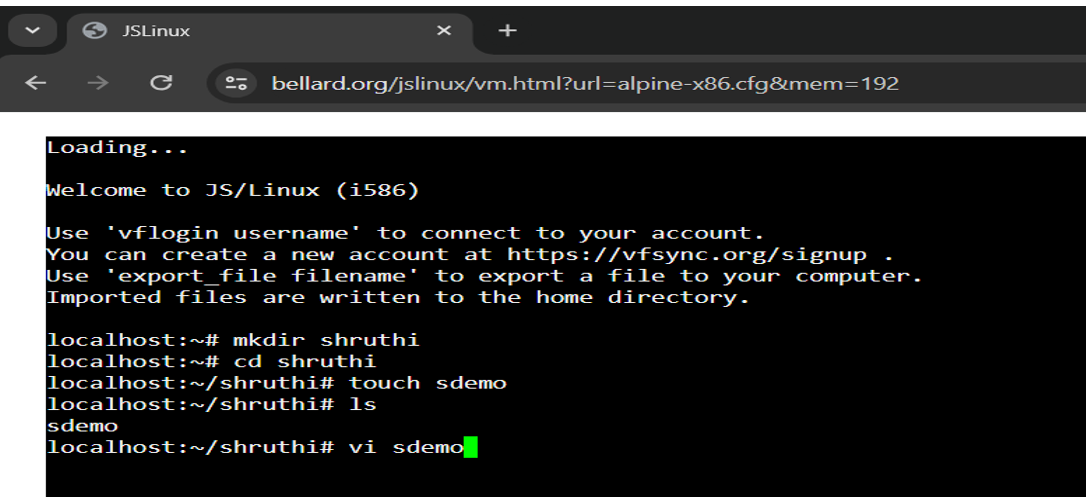 JSLinux
bellard.org/jslinux/vm.html?url=alpine-x86.cfg&mem=192
Loading...
Welcome to JS/Linux (i586)
Use 'vflogin username' to connect to your account.
You can create a new account at https://vfsync.org/signup .
Use 'export_file filename' to export a file to your computer.
Imported files are written to the home directory.
localhost:~# mkdir shruthi
localhost:~# cd shruthi
localhost:~/shruthi# touch sdemo
localhost:~/shruthi# ls
sdemo
localhost:~/shruthi# vi sdemo